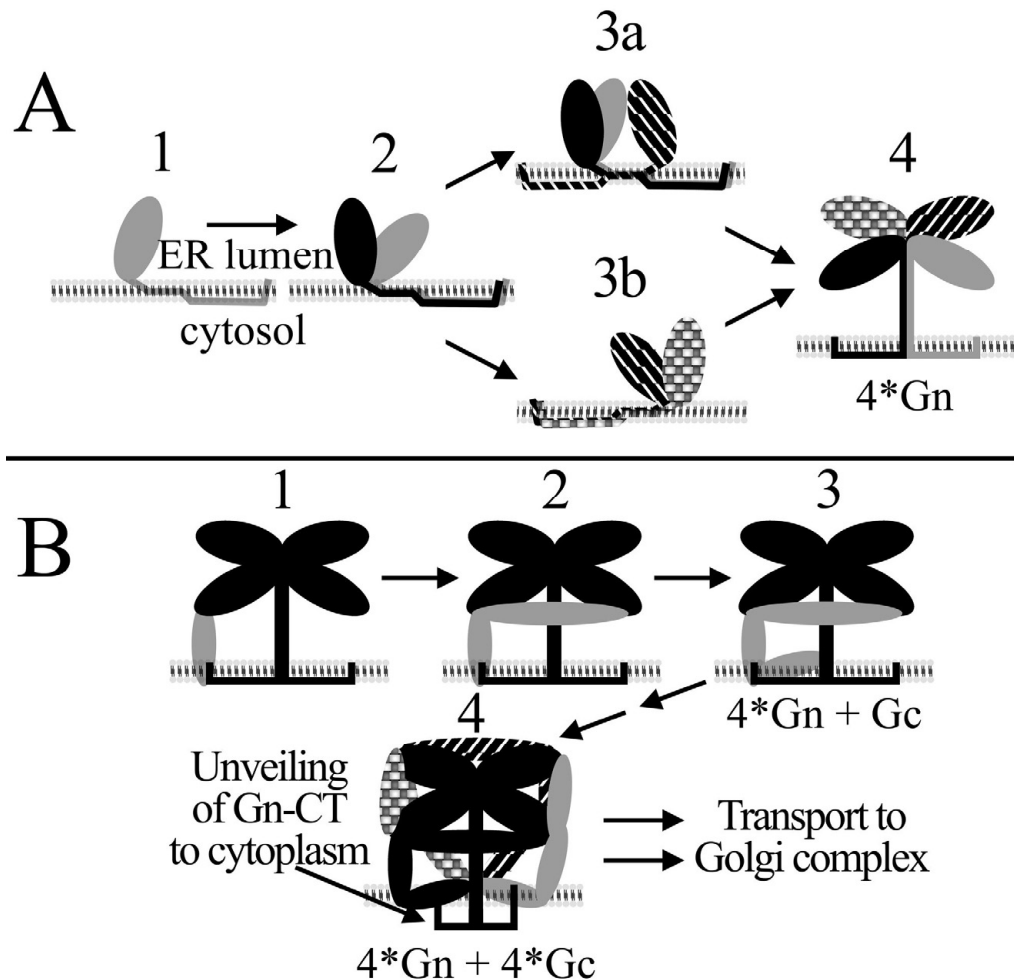 A
1
2
3a
3b
4
ER lumen
cytosol
4*Gn
B
1
2
3
4*Gn + Gc
4
Unveiling
of Gn-CT
to cytoplasm
Transport to
Golgi complex
4*Gn + 4*Gc